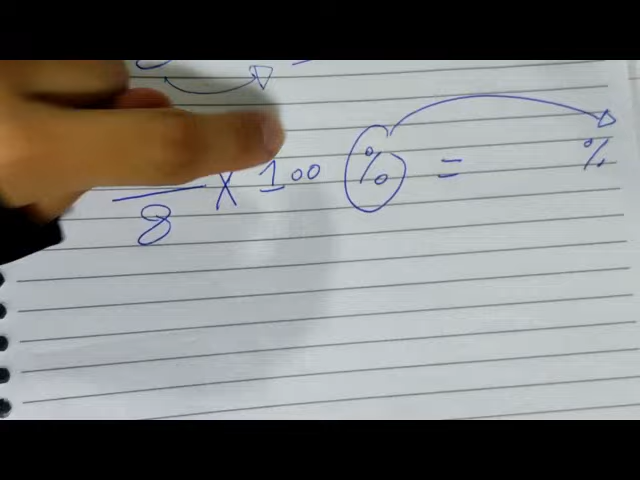 x 100 % = %
8